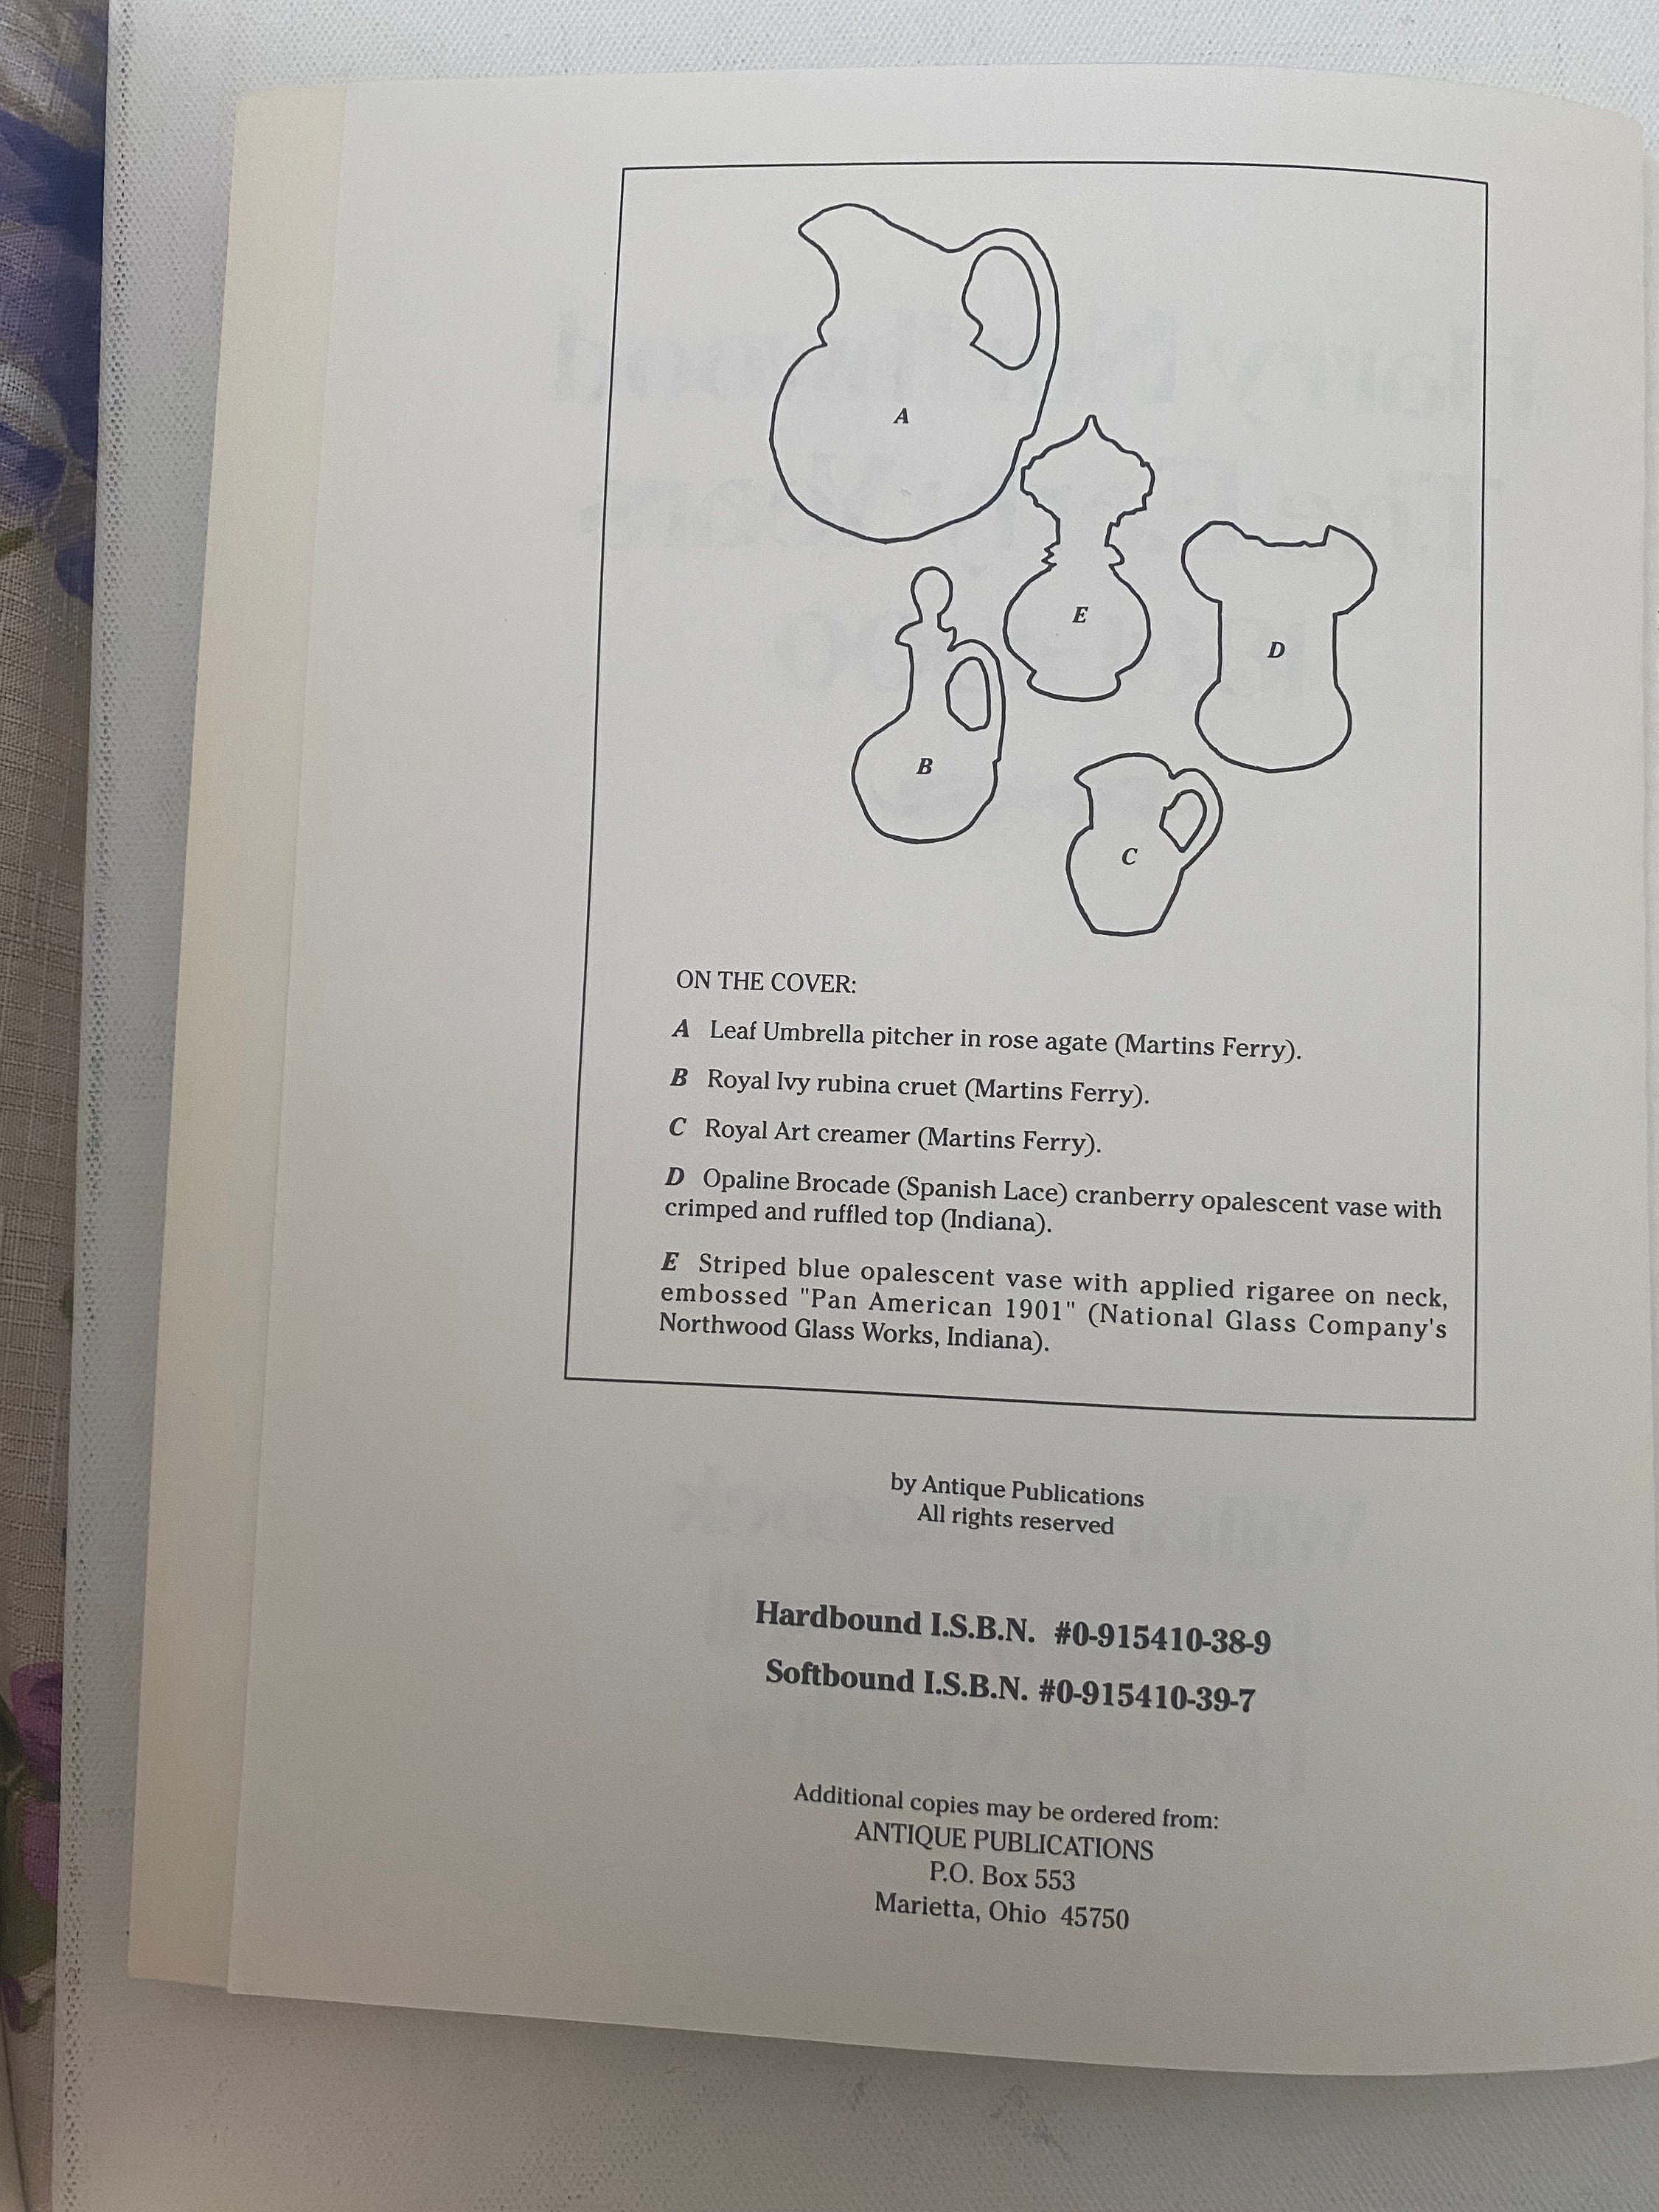 A
E
D
B
C
ON THE COVER:
A Leaf Umbrella pitcher in rose agate (Martins Ferry).
B Royal Ivy rubina cruet (Martins Ferry).
C Royal Art creamer (Martins Ferry).
D Opaline Brocade (Spanish Lace) cranberry opalescent vase with
crimped and ruffled top (Indiana).
E Striped blue opalescent vase with applied rigaree on neck,
embossed "Pan American 1901" (National Glass Company's
Northwood Glass Works, Indiana).
by Antique Publications
All rights reserved
Hardbound I.S.B.N. #0-915410-38-9
Softbound I.S.B.N. #0-915410-39-7
Additional copies may be ordered from:
ANTIQUE PUBLICATIONS
P.O. Box 553
Marietta, Ohio 45750